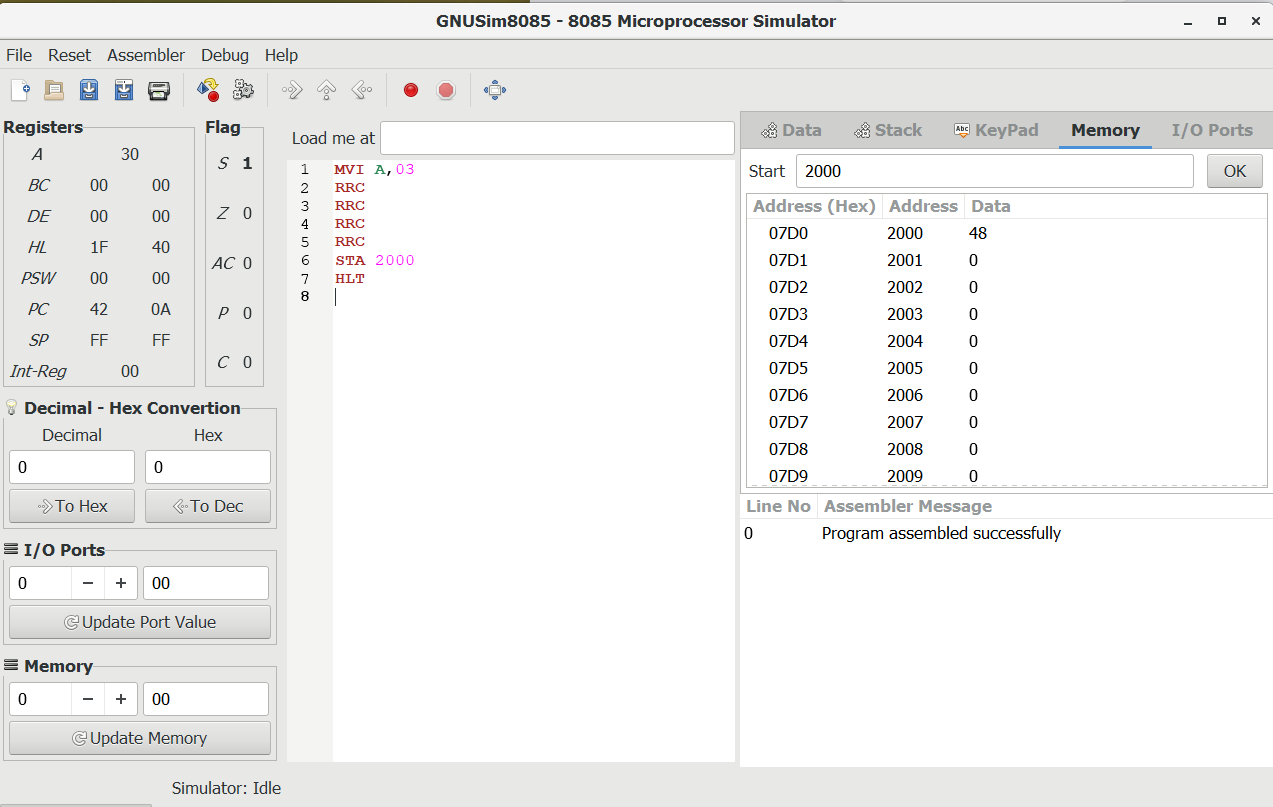 GNUSim8085 - 8085 Microprocessor Simulator
File Reset Assembler Debug Help
Registers
A 30
BC 00 00
DE 00 00
HL 1F 40
PSW 00 00
PC 42 0A
SP FF FF
Int-Reg 00
Flag
S 1
Z 0
AC 0
P 0
C 0
Decimal - Hex Convertion
Decimal Hex
0 0
To Hex To Dec
I/O Ports
0 − + 00
Update Port Value
Memory
0 − + 00
Update Memory
Load me at
1 MVI A,03
2 RRC
3 RRC
4 RRC
5 RRC
6 STA 2000
7 HLT
8
Data Stack Abc KeyPad Memory I/O Ports
Start 2000 OK
Address (Hex) Address Data
07D0 2000 48
07D1 2001 0
07D2 2002 0
07D3 2003 0
07D4 2004 0
07D5 2005 0
07D6 2006 0
07D7 2007 0
07D8 2008 0
07D9 2009 0
Line No Assembler Message
0 Program assembled successfully
Simulator: Idle